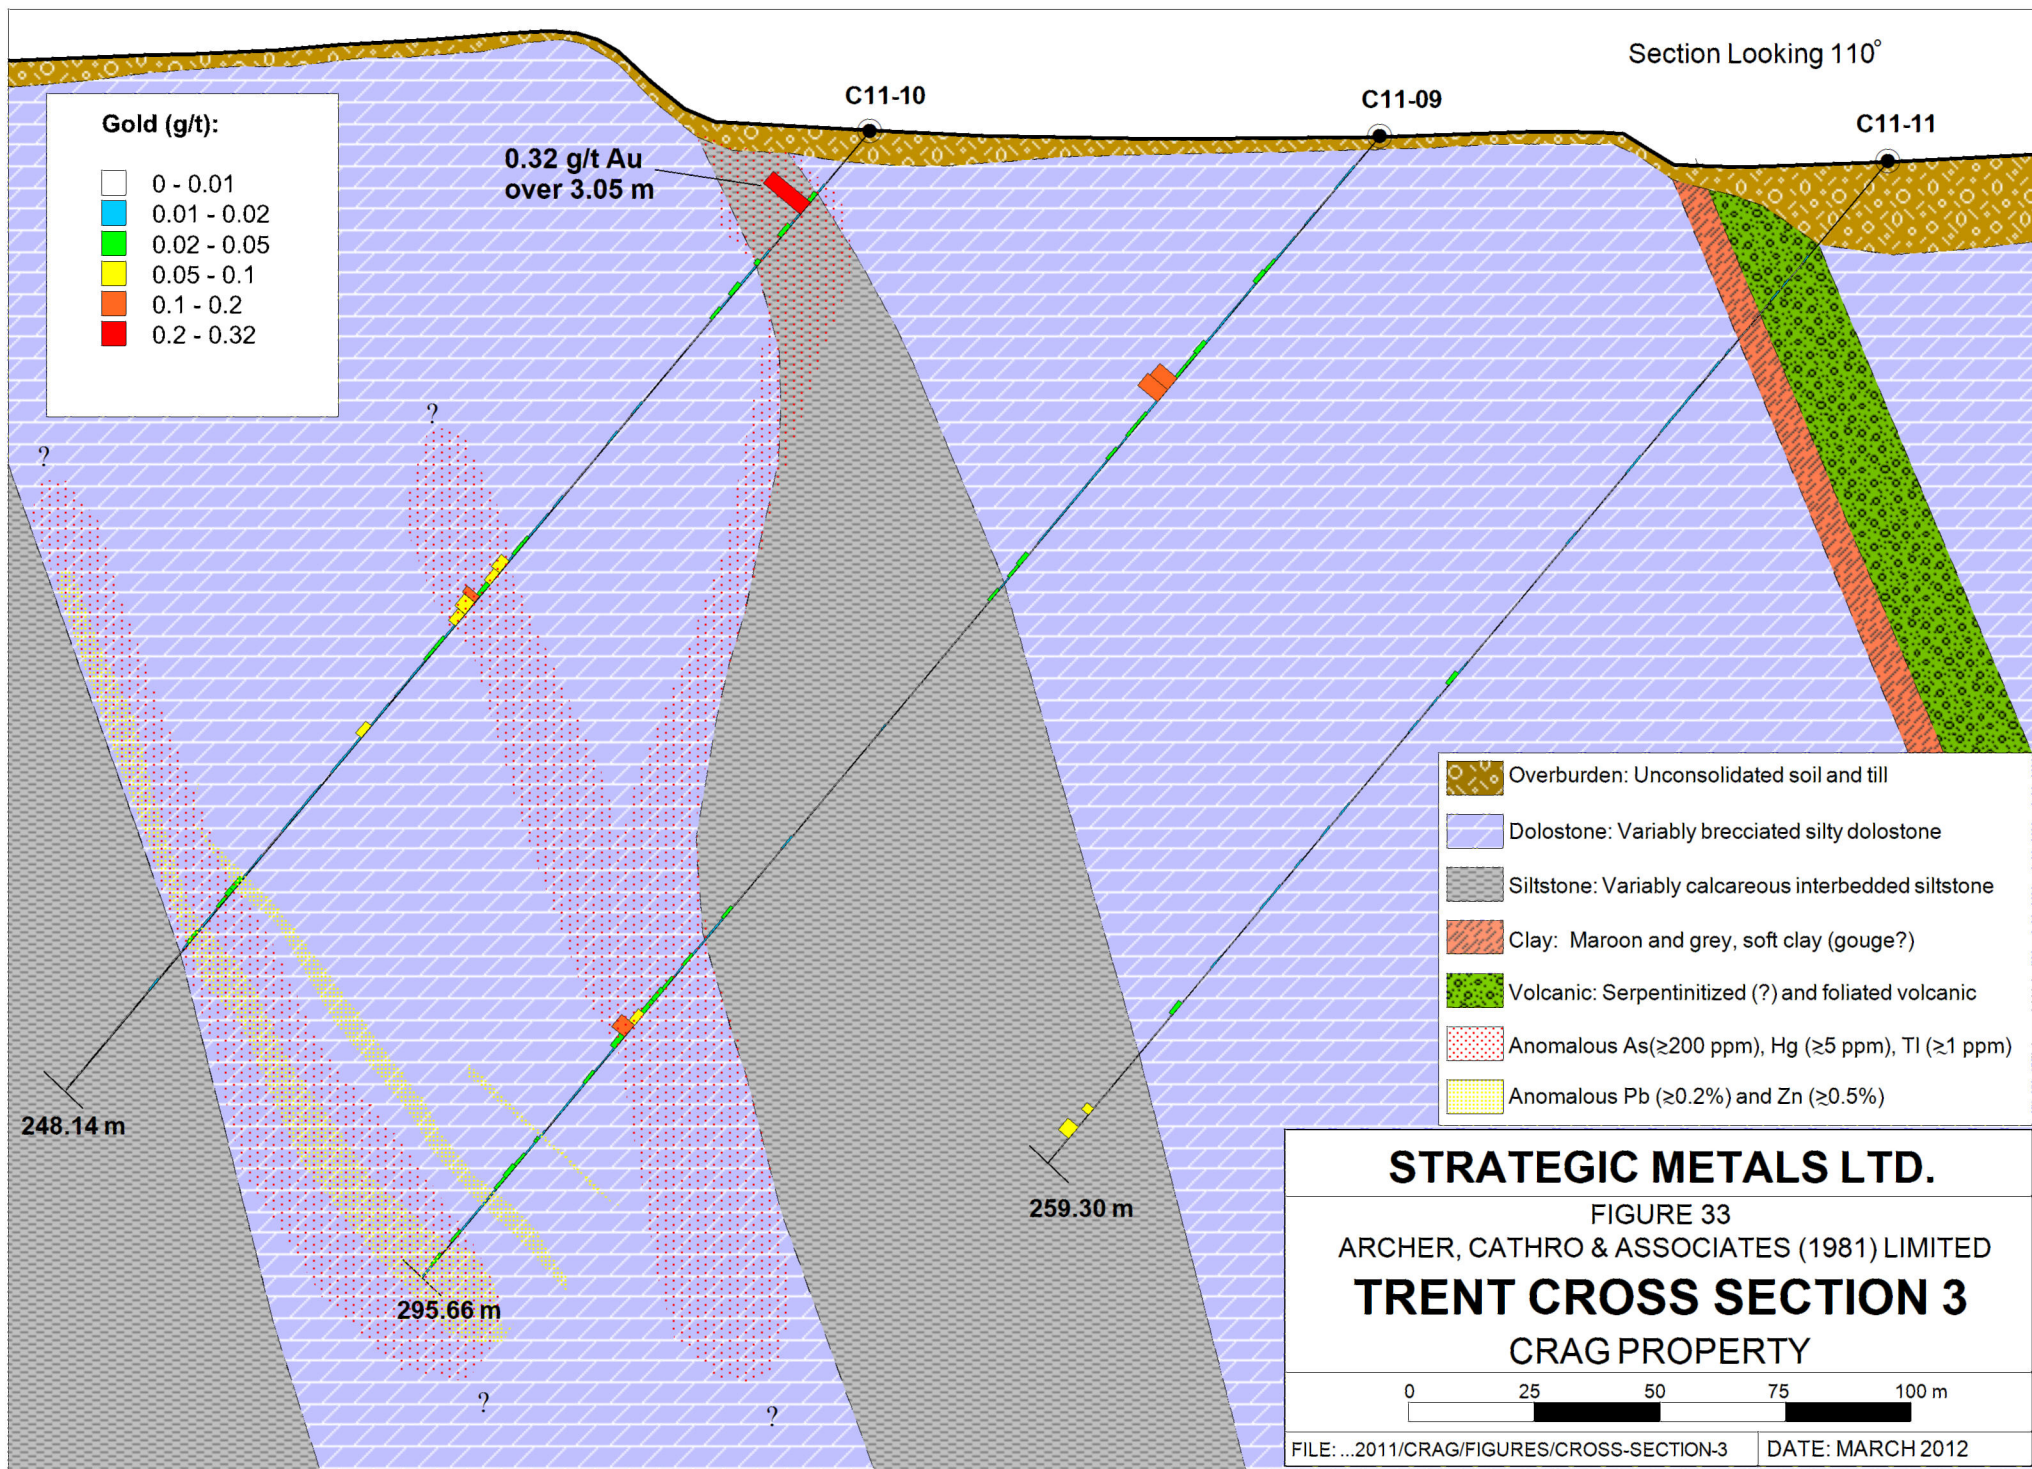 Section Looking 110°
C11-10
C11-09
C11-11
Gold (g/t):
0 - 0.01
0.01 - 0.02
0.02 - 0.05
0.05 - 0.1
0.1 - 0.2
0.2 - 0.32
0.32 g/t Au
over 3.05 m
?
?
248.14 m
295.66 m
259.30 m
?
?
Overburden: Unconsolidated soil and till
Dolostone: Variably brecciated silty dolostone
Siltstone: Variably calcareous interbedded siltstone
Clay: Maroon and grey, soft clay (gouge?)
Volcanic: Serpentinitized (?) and foliated volcanic
Anomalous As(≳200 ppm), Hg (≳5 ppm), Tl (≳1 ppm)
Anomalous Pb (≳0.2%) and Zn (≳0.5%)
STRATEGIC METALS LTD.
FIGURE 33
ARCHER, CATHRO & ASSOCIATES (1981) LIMITED
TRENT CROSS SECTION 3
CRAG PROPERTY
0 25 50 75 100 m
FILE: ...2011/CRAG/FIGURES/CROSS-SECTION-3 DATE: MARCH 2012